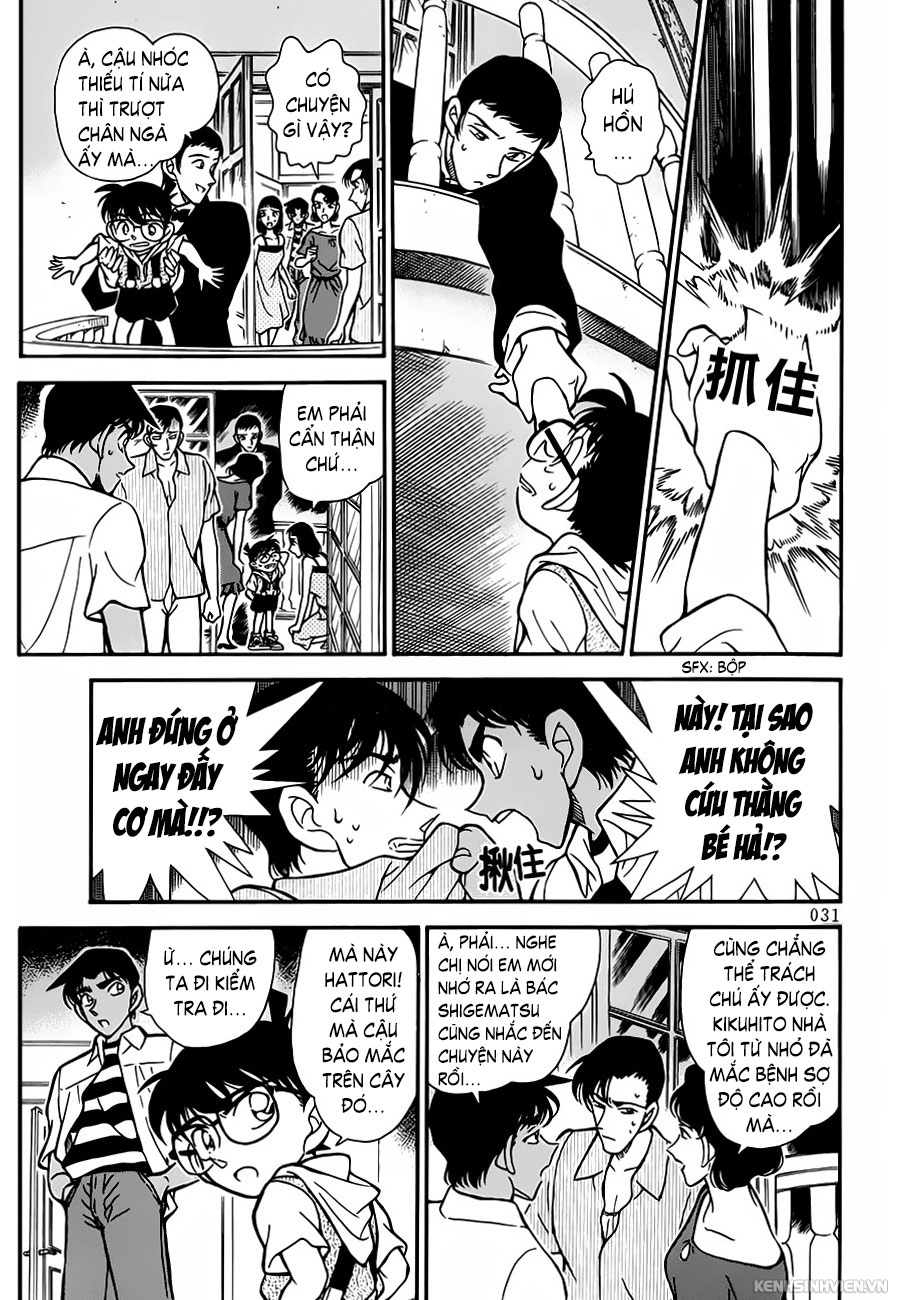 抓住
SFX: BỘP
HÚ
HỒN
...
CÓ
CHUYỆN
GÌ VẬY?
À, CẬU NHÓC
THIẾU TÍ NỮA
THÌ TRƯỢT
CHÂN NGÃ
ẤY MÀ...
EM PHẢI
CẨN THẬN
CHỨ...
NÀY! TẠI SAO
ANH KHÔNG
CỨU THẰNG
BÉ HẢ!?
揪住
ANH ĐỨNG Ở
NGAY ĐẤY
CƠ MÀ!!?
031
CŨNG CHẲNG
THỂ TRÁCH
CHÚ ẤY ĐƯỢC.
KIKUHITO NHÀ
TÔI TỪ NHỎ ĐÃ
MẮC BỆNH SỢ
ĐỘ CAO RỒI
MÀ...
À, PHẢI... NGHE
CHỊ NÓI EM MỚI
NHỚ RA LÀ BÁC
SHIGEMATSU
CŨNG NHẮC ĐẾN
CHUYỆN NÀY
RỒI...
MÀ NÀY
HATTORI!
CÁI THỨ
MÀ CẬU
BẢO MẮC
TRÊN CÂY
ĐÓ...
Ừ... CHÚNG
TA ĐI KIỂM
TRA ĐI...
KENHSINHVIEN.VN